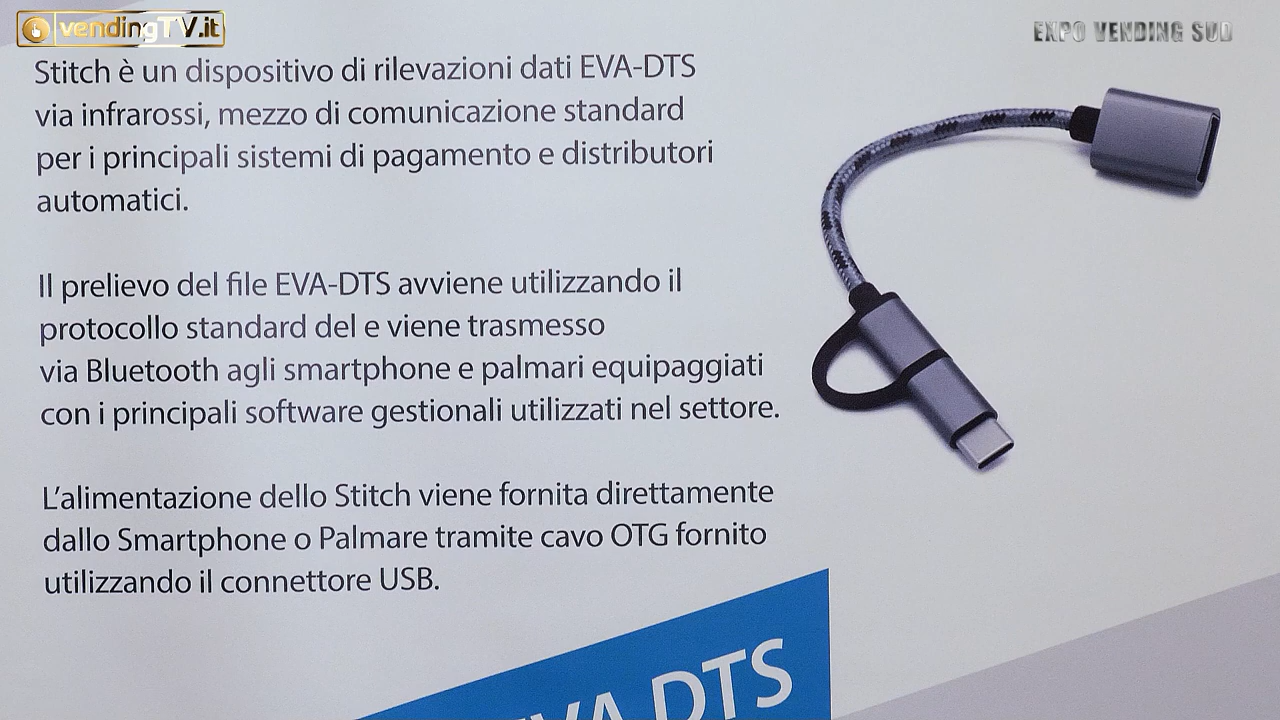 vendingTV.it
EXPO VENDING SUD
Stitch è un dispositivo di rilevazioni dati EVA-DTS
via infrarossi, mezzo di comunicazione standard
per i principali sistemi di pagamento e distributori
automatici.
Il prelievo del file EVA-DTS avviene utilizzando il
protocollo standard del e viene trasmesso
via Bluetooth agli smartphone e palmari equipaggiati
con i principali software gestionali utilizzati nel settore.
L'alimentazione dello Stitch viene fornita direttamente
dallo Smartphone o Palmare tramite cavo OTG fornito
utilizzando il connettore USB.
EVA DTS